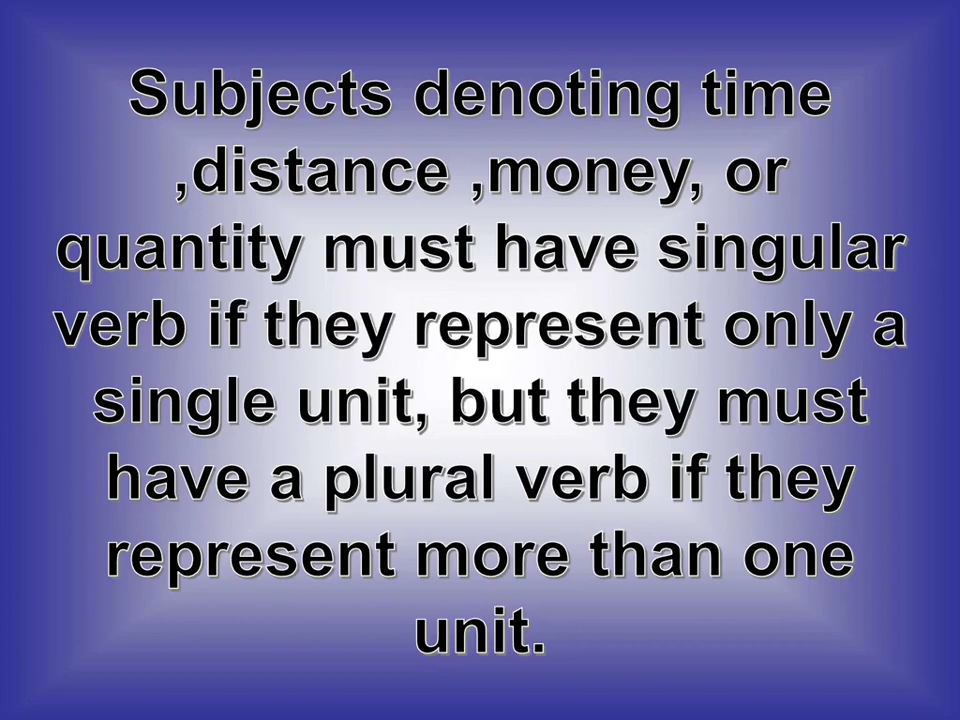 Subjects denoting time
,distance ,money, or
quantity must have singular
verb if they represent only a
single unit, but they must
have a plural verb if they
represent more than one
unit.